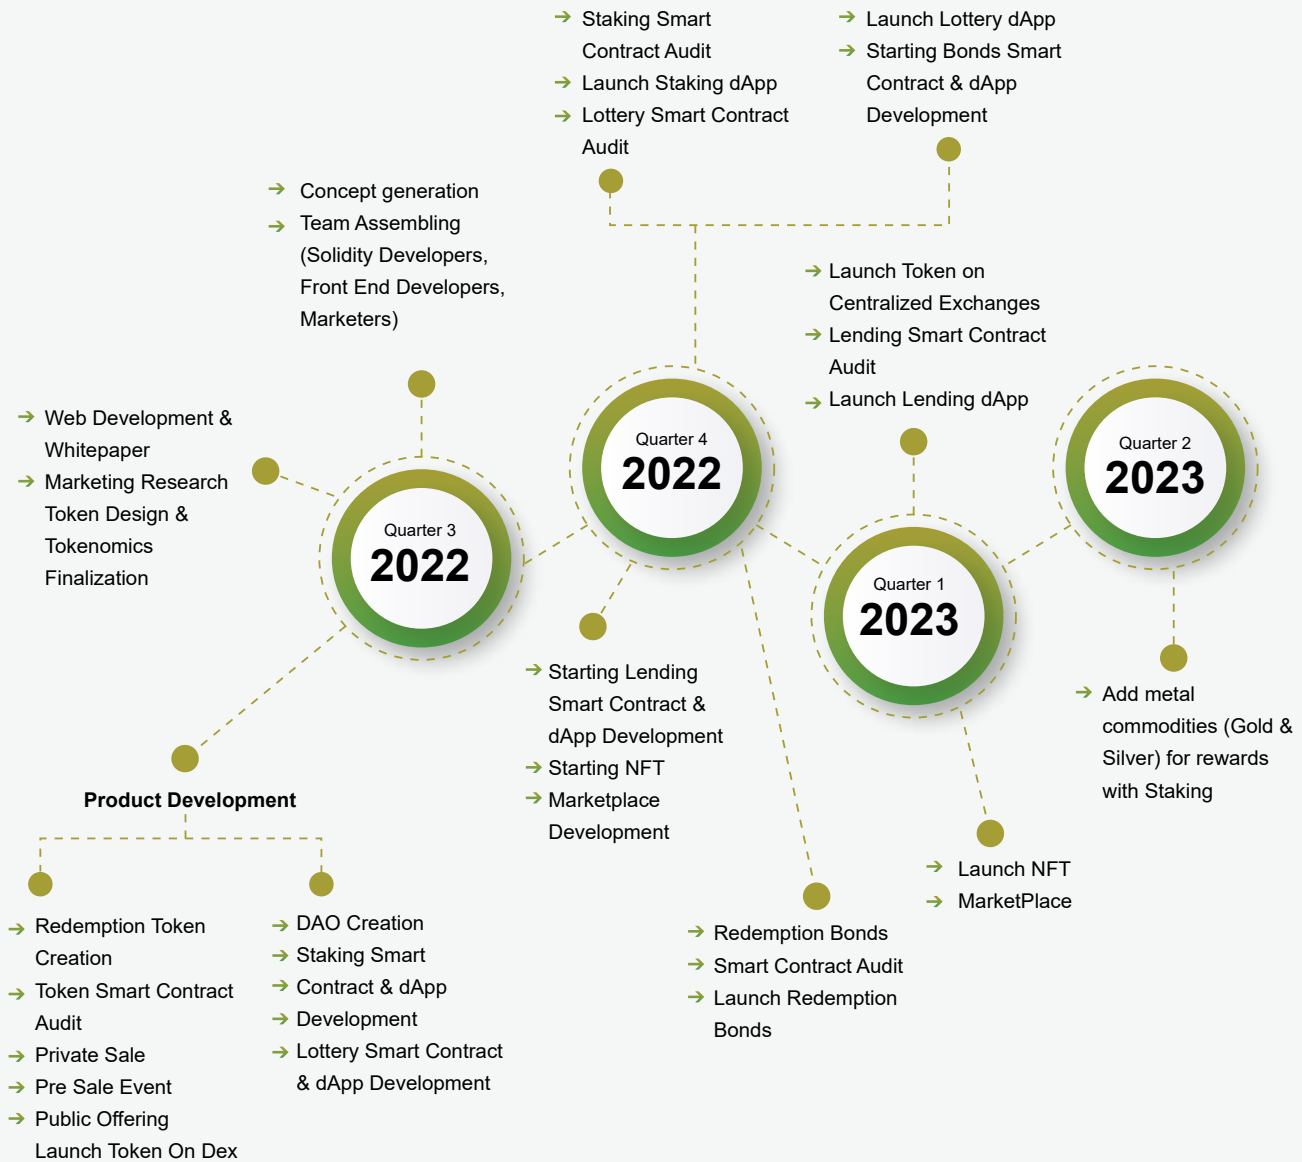 Staking Smart
Contract Audit
Launch Staking dApp
Lottery Smart Contract
Audit
Launch Lottery dApp
Starting Bonds Smart
Contract & dApp
Development
Concept generation
Team Assembling
(Solidity Developers,
Front End Developers,
Marketers)
Launch Token on
Centralized Exchanges
Lending Smart Contract
Audit
Launch Lending dApp
Web Development &
Whitepaper
Marketing Research
Token Design &
Tokenomics
Finalization
Quarter 3
2022
Quarter 4
2022
Quarter 1
2023
Quarter 2
2023
Starting Lending
Smart Contract &
dApp Development
Starting NFT
Marketplace
Development
Add metal
commodities (Gold &
Silver) for rewards
with Staking
Product Development
Launch NFT
MarketPlace
Redemption Token
Creation
Token Smart Contract
Audit
Private Sale
Pre Sale Event
Public Offering
Launch Token On Dex
DAO Creation
Staking Smart
Contract & dApp
Development
Lottery Smart Contract
& dApp Development
Redemption Bonds
Smart Contract Audit
Launch Redemption
Bonds